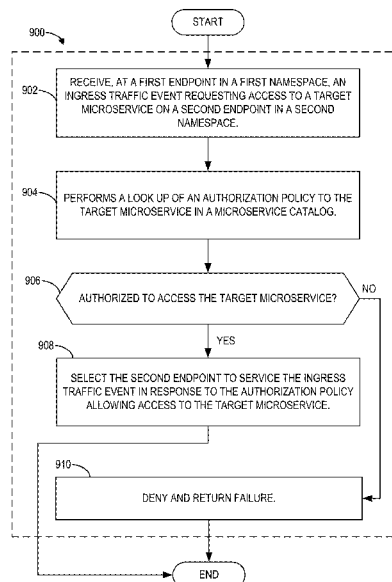 START
900
902
RECEIVE, AT A FIRST ENDPOINT IN A FIRST NAMESPACE, AN
INGRESS TRAFFIC EVENT REQUESTING ACCESS TO A TARGET
MICROSERVICE ON A SECOND ENDPOINT IN A SECOND
NAMESPACE.
904
PERFORMS A LOOK UP OF AN AUTHORIZATION POLICY TO THE
TARGET MICROSERVICE IN A MICROSERVICE CATALOG.
906
AUTHORIZED TO ACCESS THE TARGET MICROSERVICE?
NO
YES
908
SELECT THE SECOND ENDPOINT TO SERVICE THE INGRESS
TRAFFIC EVENT IN RESPONSE TO THE AUTHORIZATION POLICY
ALLOWING ACCESS TO THE TARGET MICROSERVICE.
910
DENY AND RETURN FAILURE.
END